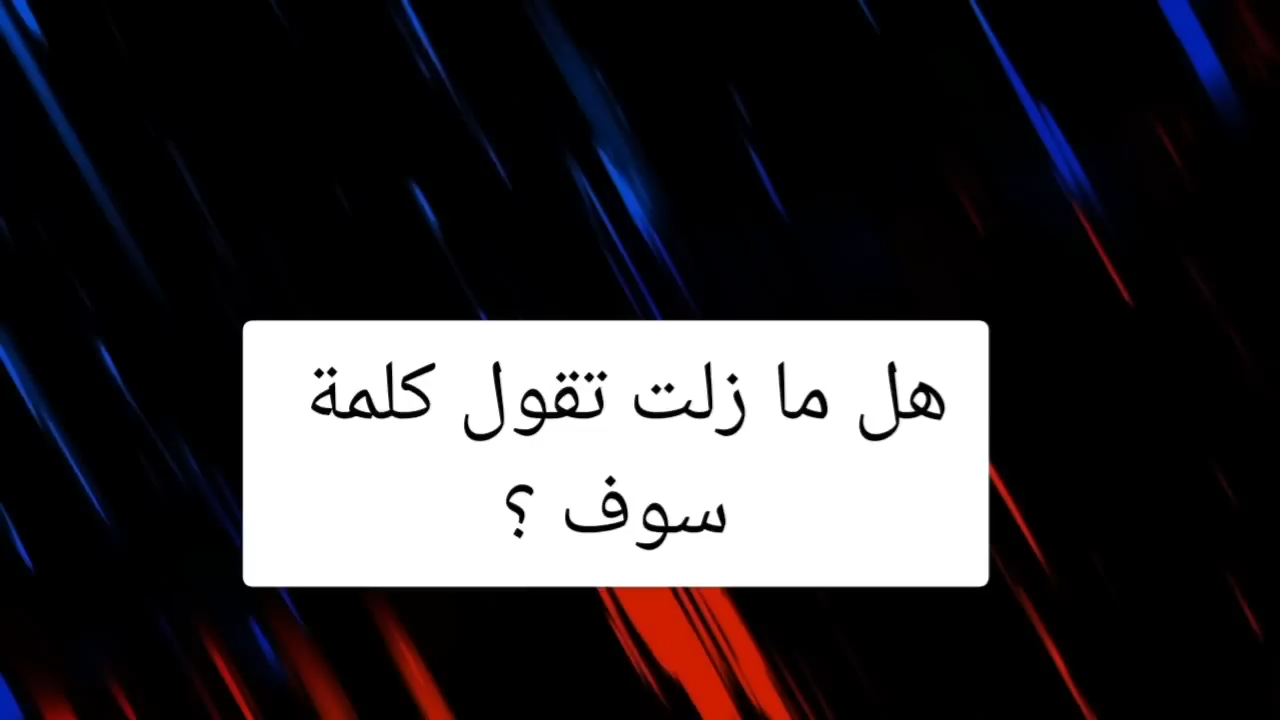 هل ما زلت تقول كلمة
سوف ؟